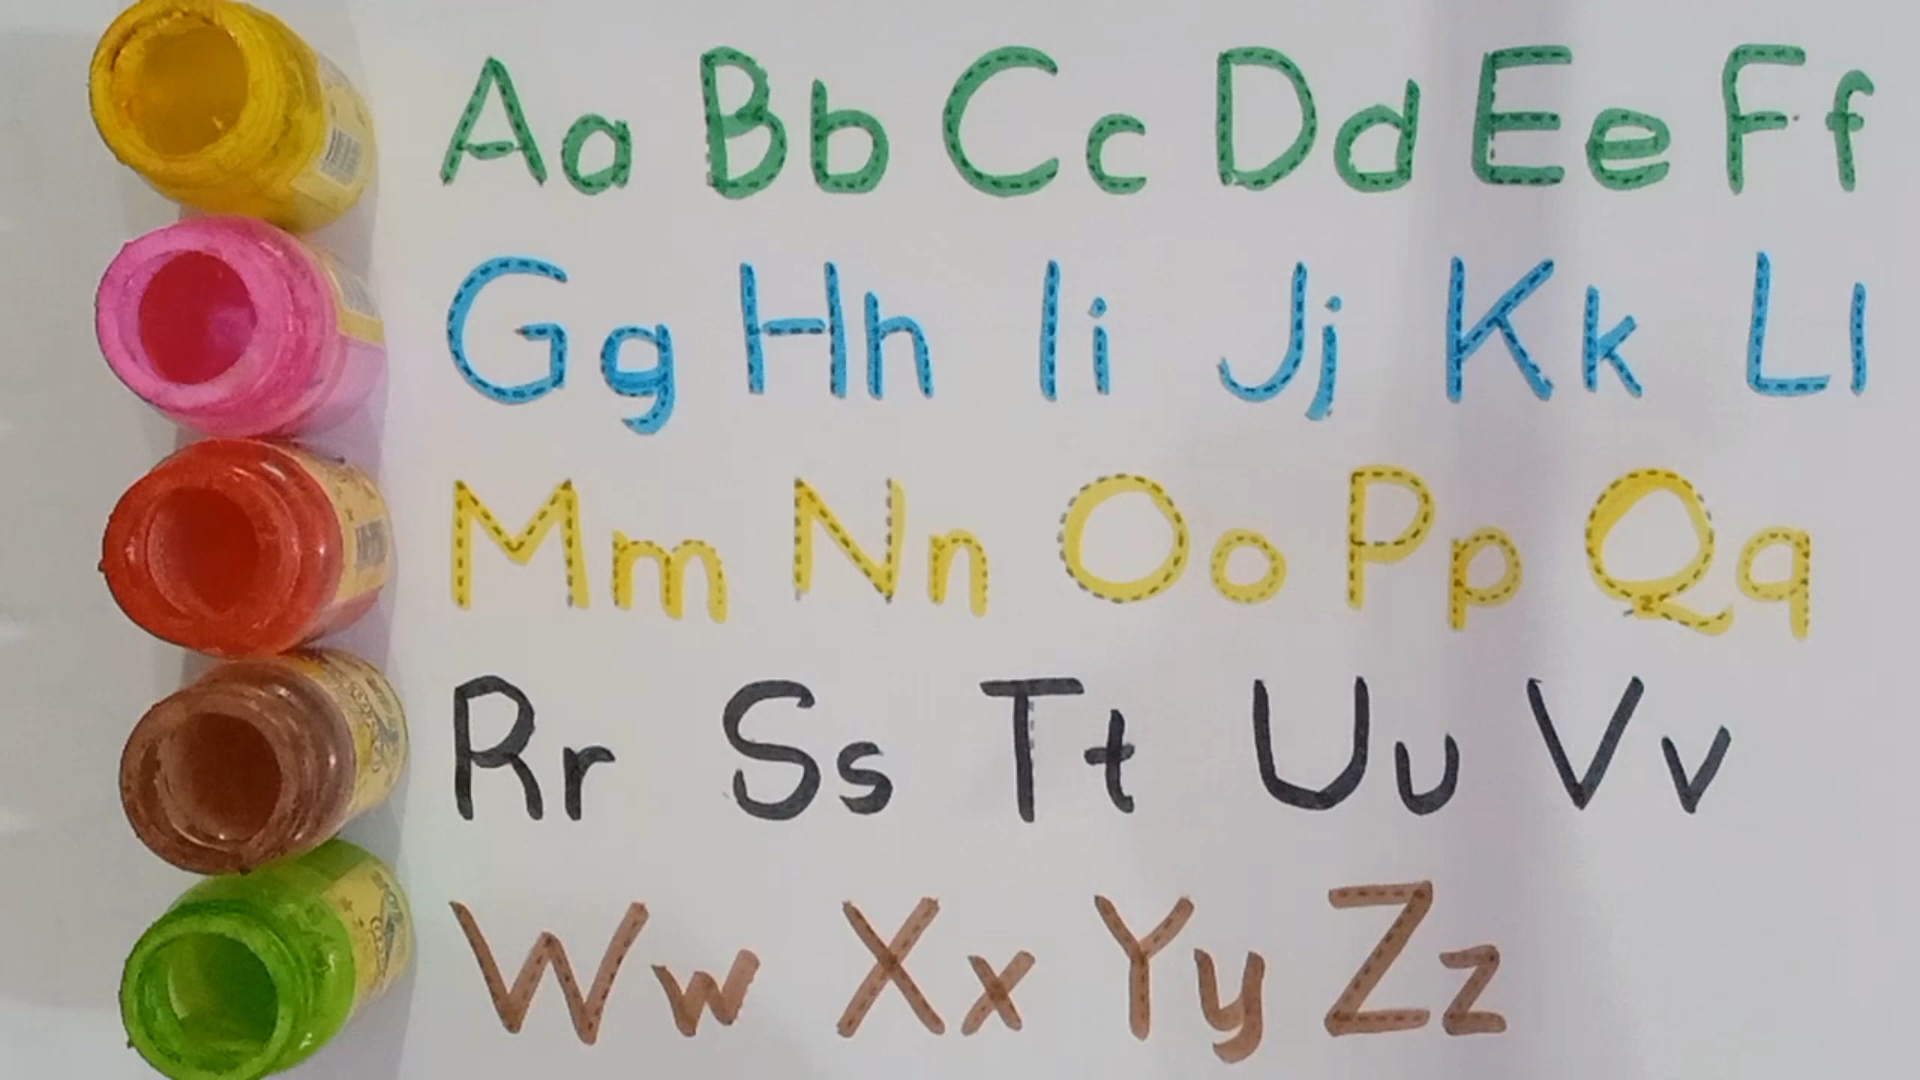 Aa Bb Cc Dd Ee Ff
Gg Hh Ii Jj Kk Ll
Mm Nn Oo Pp Qq
Rr Ss Tt Uu Vv
Ww Xx Yy Zz